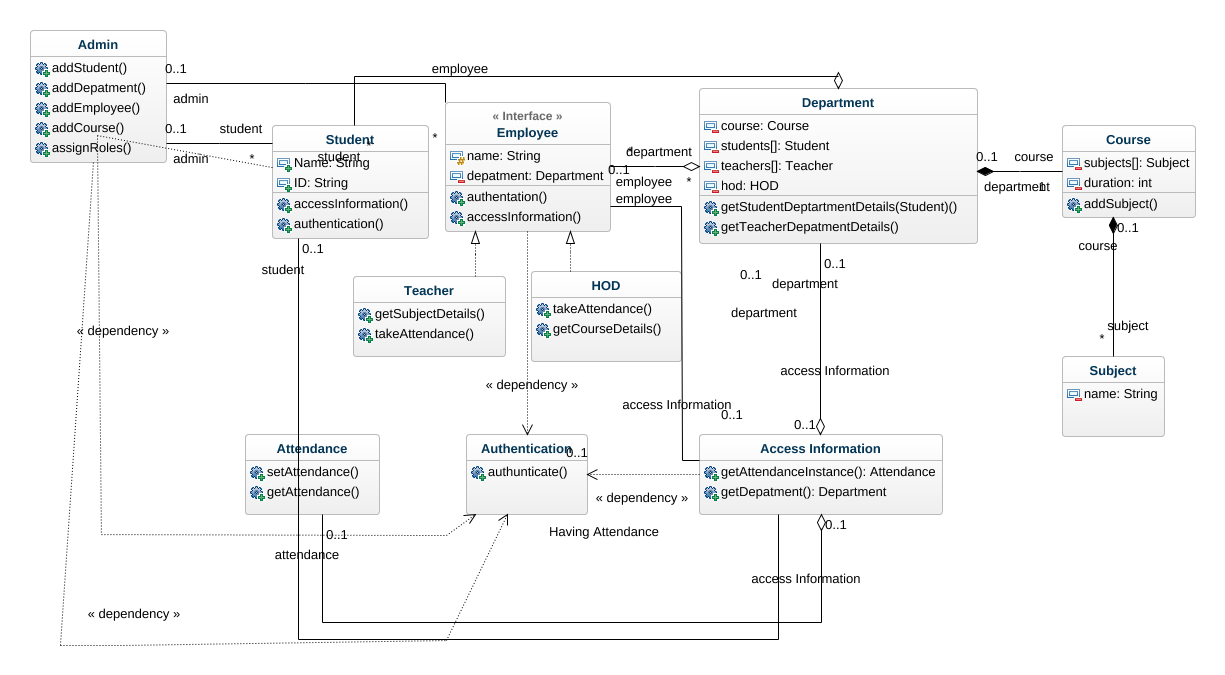 Admin
addStudent()
addDepatment()
addEmployee()
addCourse()
assignRoles()
0..1
admin
0..1
student
admin
*
employee
Student
student
*
Name: String
ID: String
accessInformation()
authentication()
0..1
student
*
« Interface »
Employee
name: String
depatment: Department
authentation()
accessInformation()
*
department
0..1
employee
*
employee
Department
course: Course
students[]: Student
teachers[]: Teacher
hod: HOD
getStudentDeptartmentDetails(Student)()
getTeacherDepatmentDetails()
0..1
course
department
1
Course
subjects[]: Subject
duration: int
addSubject()
0..1
course
subject
*
Subject
name: String
Teacher
getSubjectDetails()
takeAttendance()
HOD
takeAttendance()
getCourseDetails()
0..1
0..1
department
department
« dependency »
« dependency »
access Information
access Information
0..1
0..1
Attendance
setAttendance()
getAttendance()
Authentication
0..1
authunticate()
Access Information
getAttendanceInstance(): Attendance
getDepatment(): Department
« dependency »
0..1
Having Attendance
0..1
attendance
access Information
« dependency »